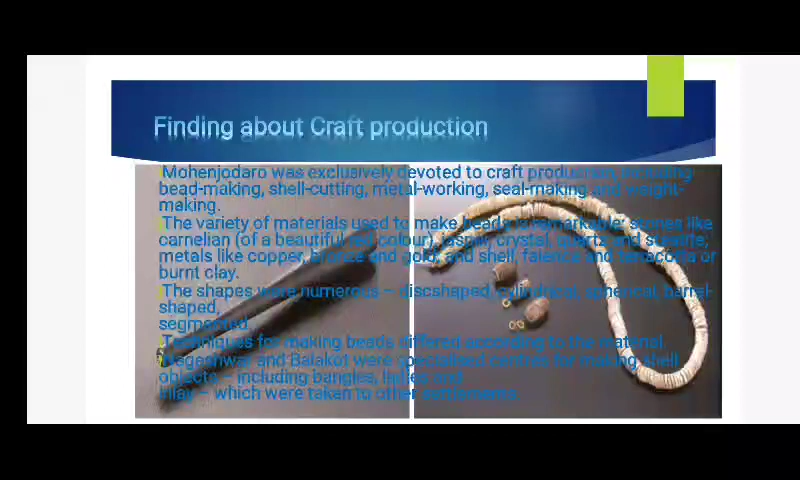 Finding about Craft production
Mohenjodaro was exclusively devoted to craft production, including
bead-making, shell-cutting, metal-working, seal-making and weight-
making.
The variety of materials used to make beads is remarkable: stones like
carnelian (of a beautiful red colour), jasper, crystal, quartz and steatite;
metals like copper, bronze and gold; and shell, faience and terracotta or
burnt clay.
The shapes were numerous – discshaped, cylindrical, spherical, barrel-
shaped,
segmented.
Techniques for making beads differed according to the material.
Nageshwar and Balakot were specialised centres for making shell
objects – including bangles, ladles and
inlay – which were taken to other settlements.